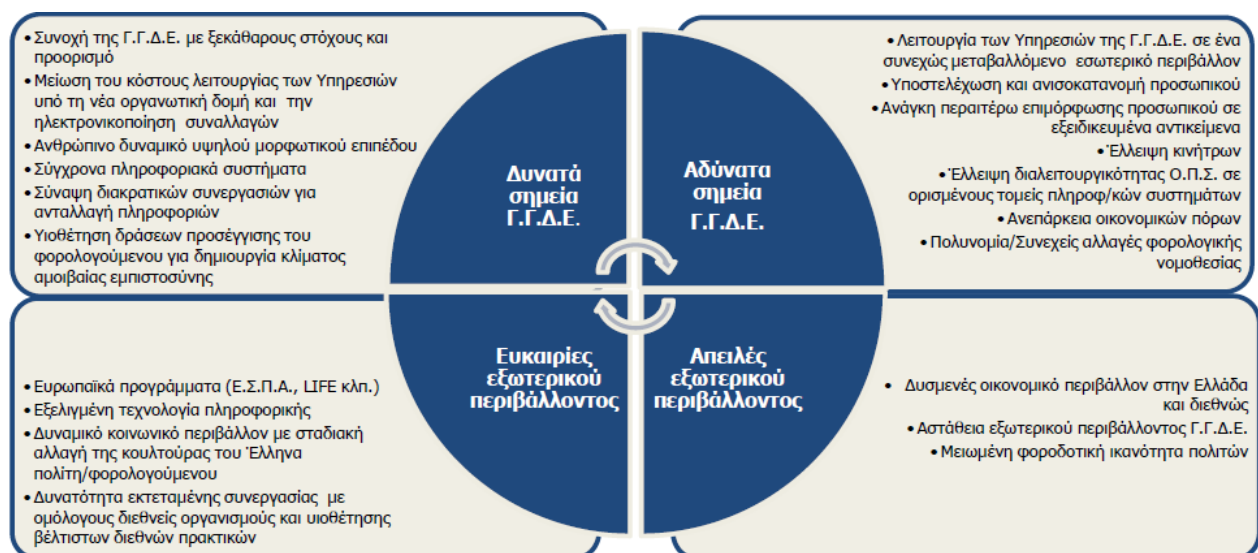 • Συνοχή της Γ.Γ.Δ.Ε. με ξεκάθαρους στόχους και
προορισμό
• Μείωση του κόστους λειτουργίας των Υπηρεσιών
υπό τη νέα οργανωτική δομή και την
ηλεκτρονικοποίηση συναλλαγών
• Ανθρώπινο δυναμικό υψηλού μορφωτικού επιπέδου
• Σύγχρονα πληροφοριακά συστήματα
• Σύναψη διακρατικών συνεργασιών για
ανταλλαγή πληροφοριών
• Υιοθέτηση δράσεων προσέγγισης του
φορολογούμενου για δημιουργία κλίματος
αμοιβαίας εμπιστοσύνης
Δυνατά
σημεία
Γ.Γ.Δ.Ε.
Αδύνατα
σημεία
Γ.Γ.Δ.Ε.
• Λειτουργία των Υπηρεσιών της Γ.Γ.Δ.Ε. σε ένα
συνεχώς μεταβαλλόμενο εσωτερικό περιβάλλον
• Υποστελέχωση και ανισοκατανομή προσωπικού
• Ανάγκη περαιτέρω επιμόρφωσης προσωπικού σε
εξειδικευμένα αντικείμενα
• Έλλειψη κινήτρων
• Έλλειψη διαλειτουργικότητας Ο.Π.Σ. σε
ορισμένους τομείς πληροφ/κών συστημάτων
• Ανεπάρκεια οικονομικών πόρων
• Πολυνομία/Συνεχείς αλλαγές φορολογικής
νομοθεσίας
• Ευρωπαϊκά προγράμματα (Ε.Σ.Π.Α., LIFE κλπ.)
• Εξελιγμένη τεχνολογία πληροφορικής
• Δυναμικό κοινωνικό περιβάλλον με σταδιακή
αλλαγή της κουλτούρας του Έλληνα
πολίτη/φορολογούμενου
• Δυνατότητα εκτεταμένης συνεργασίας με
ομόλογους διεθνείς οργανισμούς και υιοθέτησης
βέλτιστων διεθνών πρακτικών
Ευκαιρίες
εξωτερικού
περιβάλλοντος
Απειλές
εξωτερικού
περιβάλλοντος
• Δυσμενές οικονομικό περιβάλλον στην Ελλάδα
και διεθνώς
• Αστάθεια εξωτερικού περιβάλλοντος Γ.Γ.Δ.Ε.
• Μειωμένη φοροδοτική ικανότητα πολιτών